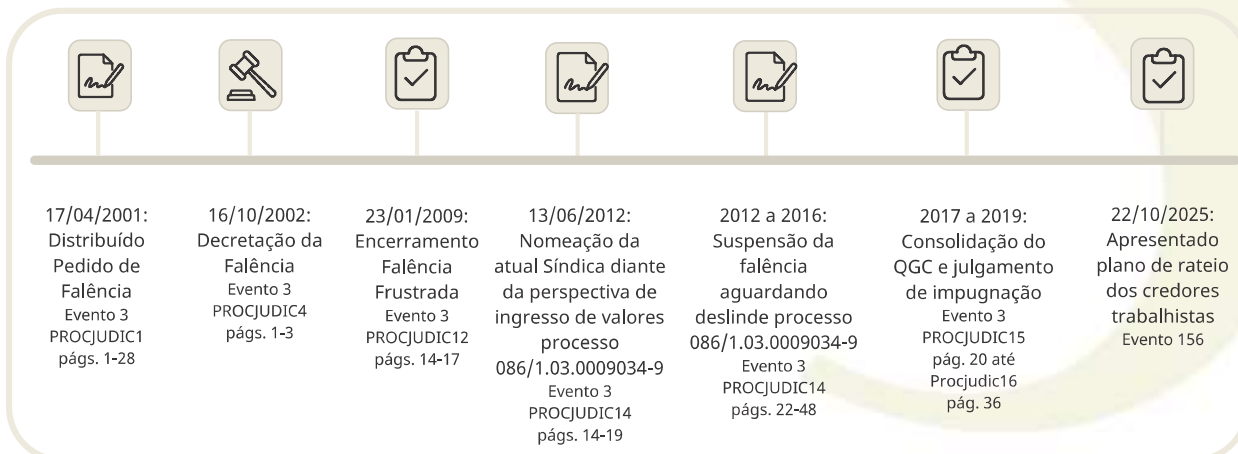 17/04/2001:
Distribuído
Pedido de
Falência
Evento 3
PROCJUDIC1
págs. 1-28
16/10/2002:
Decretação da
Falência
Evento 3
PROCJUDIC4
págs. 1-3
23/01/2009:
Encerramento
Falência
Frustrada
Evento 3
PROCJUDIC12
págs. 14-17
13/06/2012:
Nomeação da
atual Síndica diante
da perspectiva de
ingresso de valores
processo
086/1.03.0009034-9
Evento 3
PROCJUDIC14
págs. 14-19
2012 a 2016:
Suspensão da
falência
aguardando
deslinde processo
086/1.03.0009034-9
Evento 3
PROCJUDIC14
págs. 22-48
2017 a 2019:
Consolidação do
QGC e julgamento
de impugnação
Evento 3
PROCJUDIC15
pág. 20 até
Procjudic16
pág. 36
22/10/2025:
Apresentado
plano de rateio
dos credores
trabalhistas
Evento 156